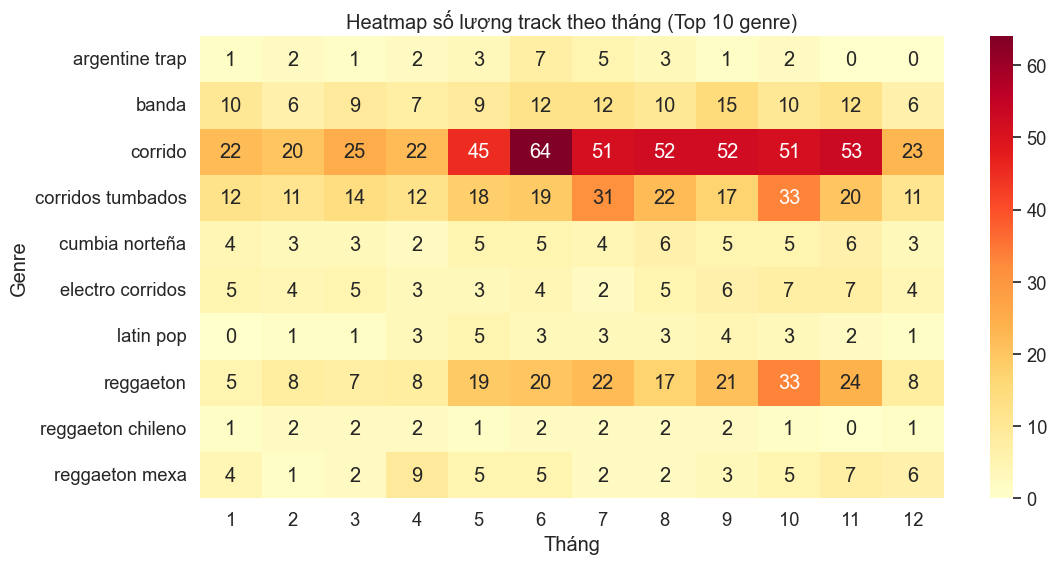 Heatmap số lượng track theo tháng (Top 10 genre)
argentine trap 1 2 1 2 3 7 5 3 1 2 0 0
banda 10 6 9 7 9 12 12 10 15 10 12 6
corrido 22 20 25 22 45 64 51 52 52 51 53 23
corridos tumbados 12 11 14 12 18 19 31 22 17 33 20 11
cumbia norteña 4 3 3 2 5 5 4 6 5 5 6 3
electro corridos 5 4 5 3 3 4 2 5 6 7 7 4
latin pop 0 1 1 3 5 3 3 3 4 3 2 1
reggaeton 5 8 7 8 19 20 22 17 21 33 24 8
reggaeton chileno 1 2 2 2 1 2 2 2 2 1 0 1
reggaeton mexa 4 1 2 9 5 5 2 2 3 5 7 6
1 2 3 4 5 6 7 8 9 10 11 12
Tháng
Genre
60
50
40
30
20
10
0